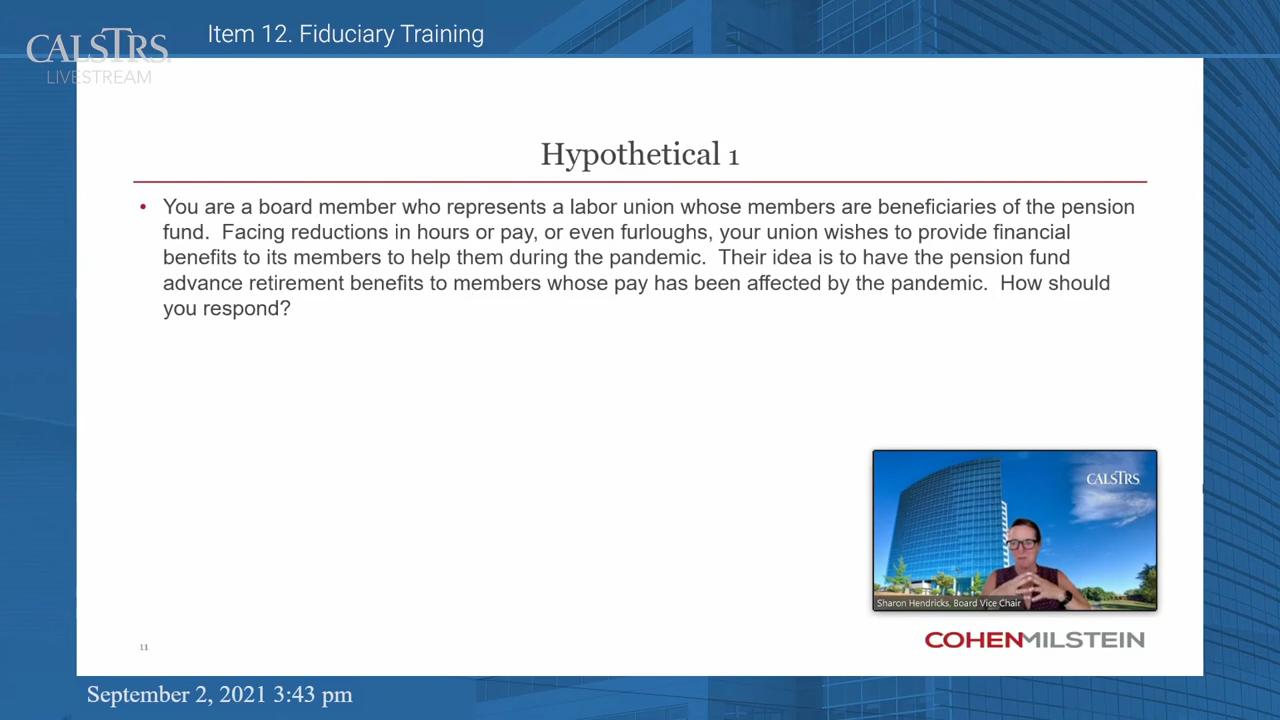 Item 12. Fiduciary Training
CALSTRS
LIVESTREAM
Hypothetical 1
• You are a board member who represents a labor union whose members are beneficiaries of the pension
fund.  Facing reductions in hours or pay, or even furloughs, your union wishes to provide financial
benefits to its members to help them during the pandemic.  Their idea is to have the pension fund
advance retirement benefits to members whose pay has been affected by the pandemic.  How should
you respond?
CALSTRS
Sharon Hendricks, Board Vice Chair
COHENMILSTEIN
11
September 2, 2021 3:43 pm